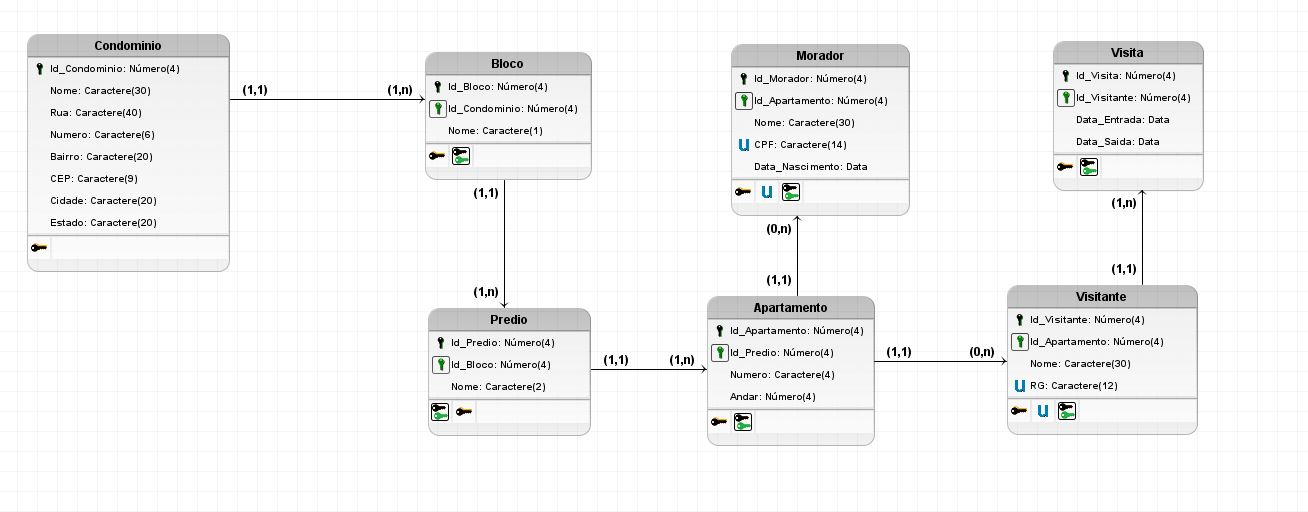 Condominio
Id_Condominio: Número(4)
Nome: Caractere(30)
Rua: Caractere(40)
Numero: Caractere(6)
Bairro: Caractere(20)
CEP: Caractere(9)
Cidade: Caractere(20)
Estado: Caractere(20)
(1,1)
(1,n)
Bloco
Id_Bloco: Número(4)
Id_Condominio: Número(4)
Nome: Caractere(1)
(1,1)
(1,n)
Predio
Id_Predio: Número(4)
Id_Bloco: Número(4)
Nome: Caractere(2)
(1,1)
(1,n)
Morador
Id_Morador: Número(4)
Id_Apartamento: Número(4)
Nome: Caractere(30)
U CPF: Caractere(14)
Data_Nascimento: Data
U
(0,n)
(1,1)
Apartamento
Id_Apartamento: Número(4)
Id_Predio: Número(4)
Numero: Caractere(4)
Andar: Número(4)
(1,1)
(0,n)
Visita
Id_Visita: Número(4)
Id_Visitante: Número(4)
Data_Entrada: Data
Data_Saida: Data
(1,n)
(1,1)
Visitante
Id_Visitante: Número(4)
Id_Apartamento: Número(4)
Nome: Caractere(30)
U RG: Caractere(12)
U